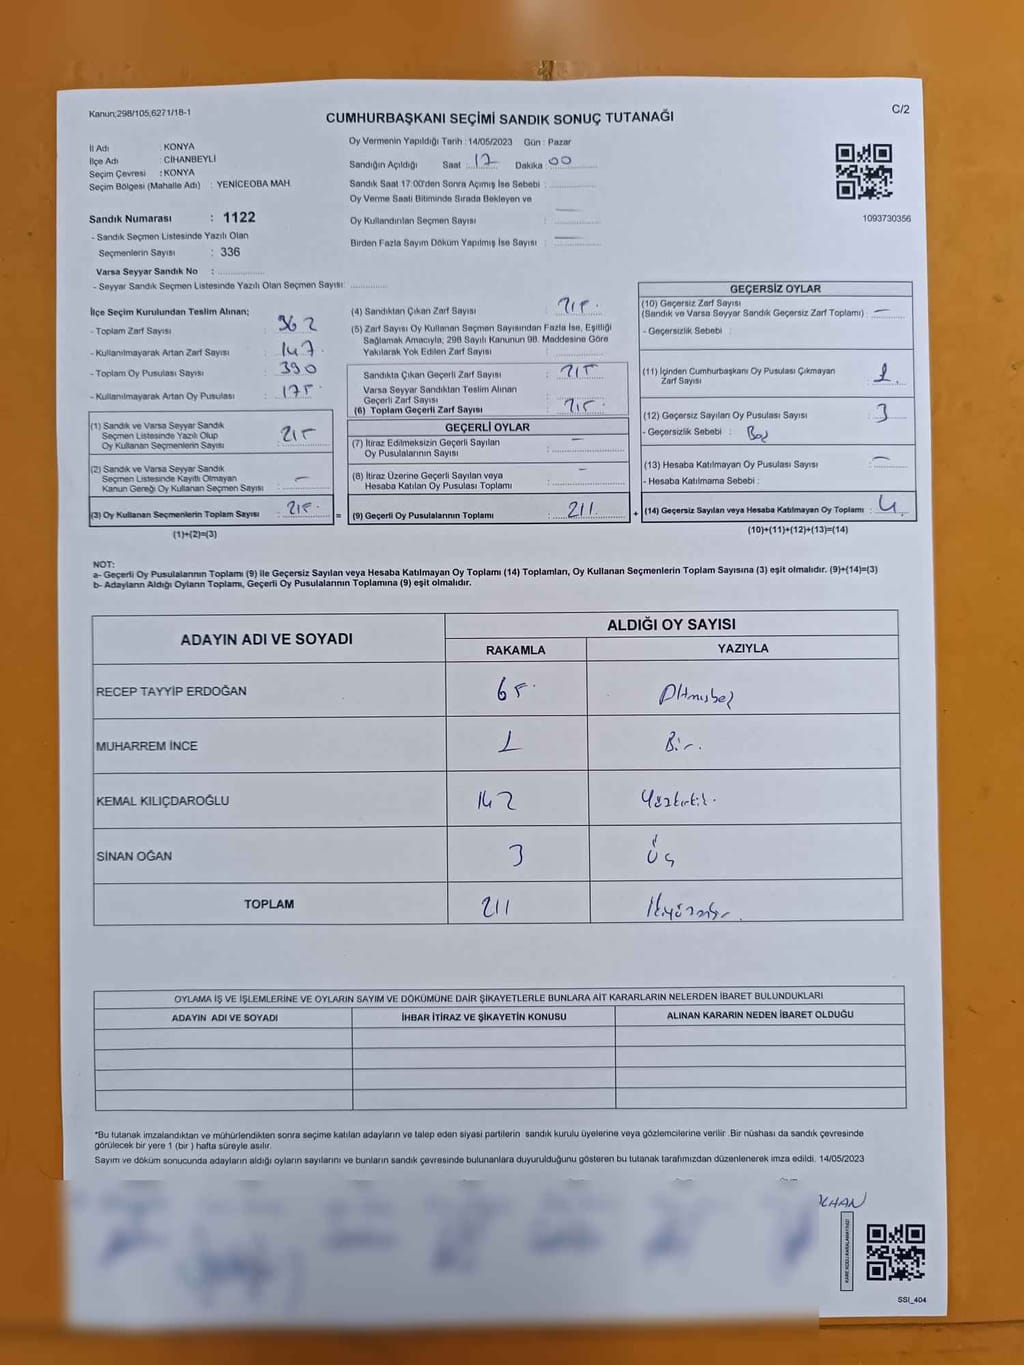 Kanun;298/105;6271/18-1
C/2
CUMHURBAŞKANI SEÇİMİ SANDIK SONUÇ TUTANAĞI
İl Adı : KONYA
İlçe Adı : CİHANBEYLİ
Seçim Çevresi : KONYA
Seçim Bölgesi (Mahalle Adı) : YENİCEOBA MAH.
Sandık Numarası : 1122
- Sandık Seçmen Listesinde Yazılı Olan
Seçmenlerin Sayısı : 336
Varsa Seyyar Sandık No :
- Seyyar Sandık Seçmen Listesinde Yazılı Olan Seçmen Sayısı:
Oy Vermenin Yapıldığı Tarih : 14/05/2023 Gün : Pazar
Sandığın Açıldığı Saat 17 Dakika 00
Sandık Saat 17:00'den Sonra Açımış İse Sebebi :
Oy Verme Saati Bitiminde Sırada Bekleyen ve
Oy Kullandırılan Seçmen Sayısı : —
Birden Fazla Sayım Döküm Yapılmış İse Sayısı : —
1093730356
İlçe Seçim Kurulundan Teslim Alınan;
- Toplam Zarf Sayısı : 362
- Kullanılmayarak Artan Zarf Sayısı : 147
- Toplam Oy Pusulası Sayısı : 390
- Kullanılmayarak Artan Oy Pusulası : 175
(1) Sandık ve Varsa Seyyar Sandık
Seçmen Listesinde Yazılı Olup
Oy Kullanan Seçmenlerin Sayısı : 215
(2) Sandık ve Varsa Seyyar Sandık
Seçmen Listesinde Kayıtlı Olmayan
Kanun Gereği Oy Kullanan Seçmen Sayısı : —
(3) Oy Kullanan Seçmenlerin Toplam Sayısı : 215
(1)+(2)=(3)
(4) Sandıktan Çıkan Zarf Sayısı : 215
(5) Zarf Sayısı Oy Kullanan Seçmen Sayısından Fazla İse, Eşitliği
Sağlamak Amacıyla; 298 Sayılı Kanunun 98. Maddesine Göre
Yakılarak Yok Edilen Zarf Sayısı :
Sandıkta Çıkan Geçerli Zarf Sayısı : 215
Varsa Seyyar Sandıktan Teslim Alınan
Geçerli Zarf Sayısı :
(6) Toplam Geçerli Zarf Sayısı : 215
GEÇERLİ OYLAR
(7) İtiraz Edilmeksizin Geçerli Sayılan
Oy Pusulalarının Sayısı : —
(8) İtiraz Üzerine Geçerli Sayılan veya
Hesaba Katılan Oy Pusulası Toplamı : —
= (9) Geçerli Oy Pusulalarının Toplamı : 211
GEÇERSİZ OYLAR
(10) Geçersiz Zarf Sayısı
(Sandık ve Varsa Seyyar Sandık Geçersiz Zarf Toplamı) : —
- Geçersizlik Sebebi :
(11) İçinden Cumhurbaşkanı Oy Pusulası Çıkmayan
Zarf Sayısı : 1
(12) Geçersiz Sayılan Oy Pusulası Sayısı : 3
- Geçersizlik Sebebi : Boş
(13) Hesaba Katılmayan Oy Pusulası Sayısı : —
- Hesaba Katılmama Sebebi :
+ (14) Geçersiz Sayılan veya Hesaba Katılmayan Oy Toplamı : 4
(10)+(11)+(12)+(13)=(14)
NOT:
a- Geçerli Oy Pusulalarının Toplamı (9) ile Geçersiz Sayılan veya Hesaba Katılmayan Oy Toplamı (14) Toplamları, Oy Kullanan Seçmenlerin Toplam Sayısına (3) eşit olmalıdır. (9)+(14)=(3)
b- Adayların Aldığı Oyların Toplamı, Geçerli Oy Pusulalarının Toplamına (9) eşit olmalıdır.
ADAYIN ADI VE SOYADI
ALDIĞI OY SAYISI
RAKAMLA YAZIYLA
RECEP TAYYİP ERDOĞAN 65 Altmışbeş
MUHARREM İNCE 1 Bir
KEMAL KILIÇDAROĞLU 142 Yüzkırkiki
SİNAN OĞAN 3 Üç
TOPLAM 211 İkiyüzonbir
OYLAMA İŞ VE İŞLEMLERİNE VE OYLARIN SAYIM VE DÖKÜMÜNE DAİR ŞİKAYETLERLE BUNLARA AİT KARARLARIN NELERDEN İBARET BULUNDUKLARI
ADAYIN ADI VE SOYADI İHBAR İTİRAZ VE ŞİKAYETİN KONUSU ALINAN KARARIN NEDEN İBARET OLDUĞU
*Bu tutanak imzalandıktan ve mühürlendikten sonra seçime katılan adayların ve talep eden siyasi partilerin sandık kurulu üyelerine veya gözlemcilerine verilir .Bir nüshası da sandık çevresinde
görülecek bir yere 1 (bir ) hafta süreyle asılır.
Sayım ve döküm sonucunda adayların aldığı oyların sayılarını ve bunların sandık çevresinde bulunanlara duyurulduğunu gösteren bu tutanak tarafımızdan düzenlenerek imza edildi. 14/05/2023
KHAN
SSI_404